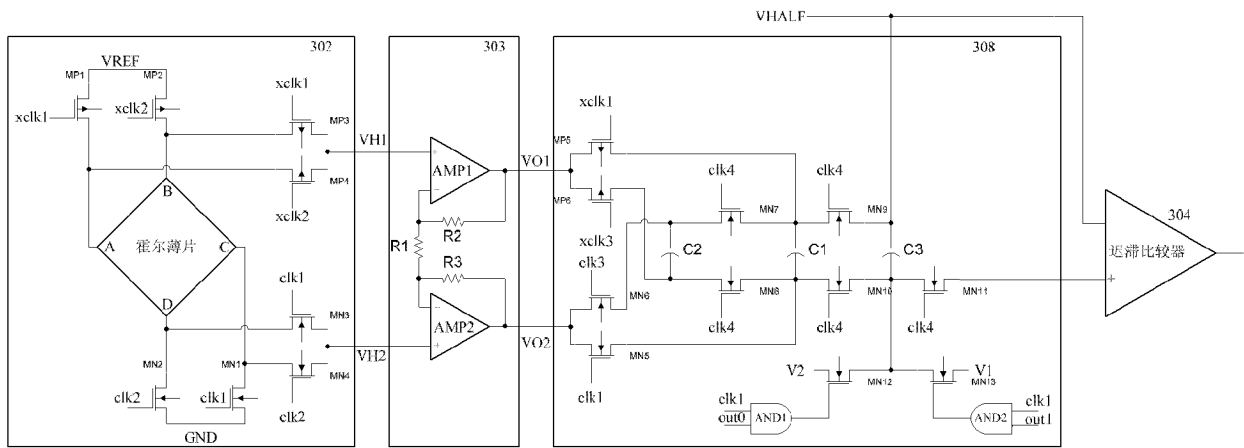 VHALF
302
VREF
MP1
MP2
xclk1
xclk2
xclk1
MP3
MP4
xclk2
B
A
霍尔薄片
C
D
clk1
MN3
MN4
clk2
MN2
MN1
clk2
clk1
GND
303
VH1
VH2
AMP1
R2
R1
R3
AMP2
VO1
VO2
308
xclk1
MP5
MP6
xclk3
clk3
MN6
MN5
clk1
clk4
MN7
clk4
MN9
C2
C1
C3
MN8
MN10
MN11
clk4
clk4
clk4
V2
MN12
V1
MN13
clk1
out0
AND1
AND2
clk1
out1
304
迟滞比较器